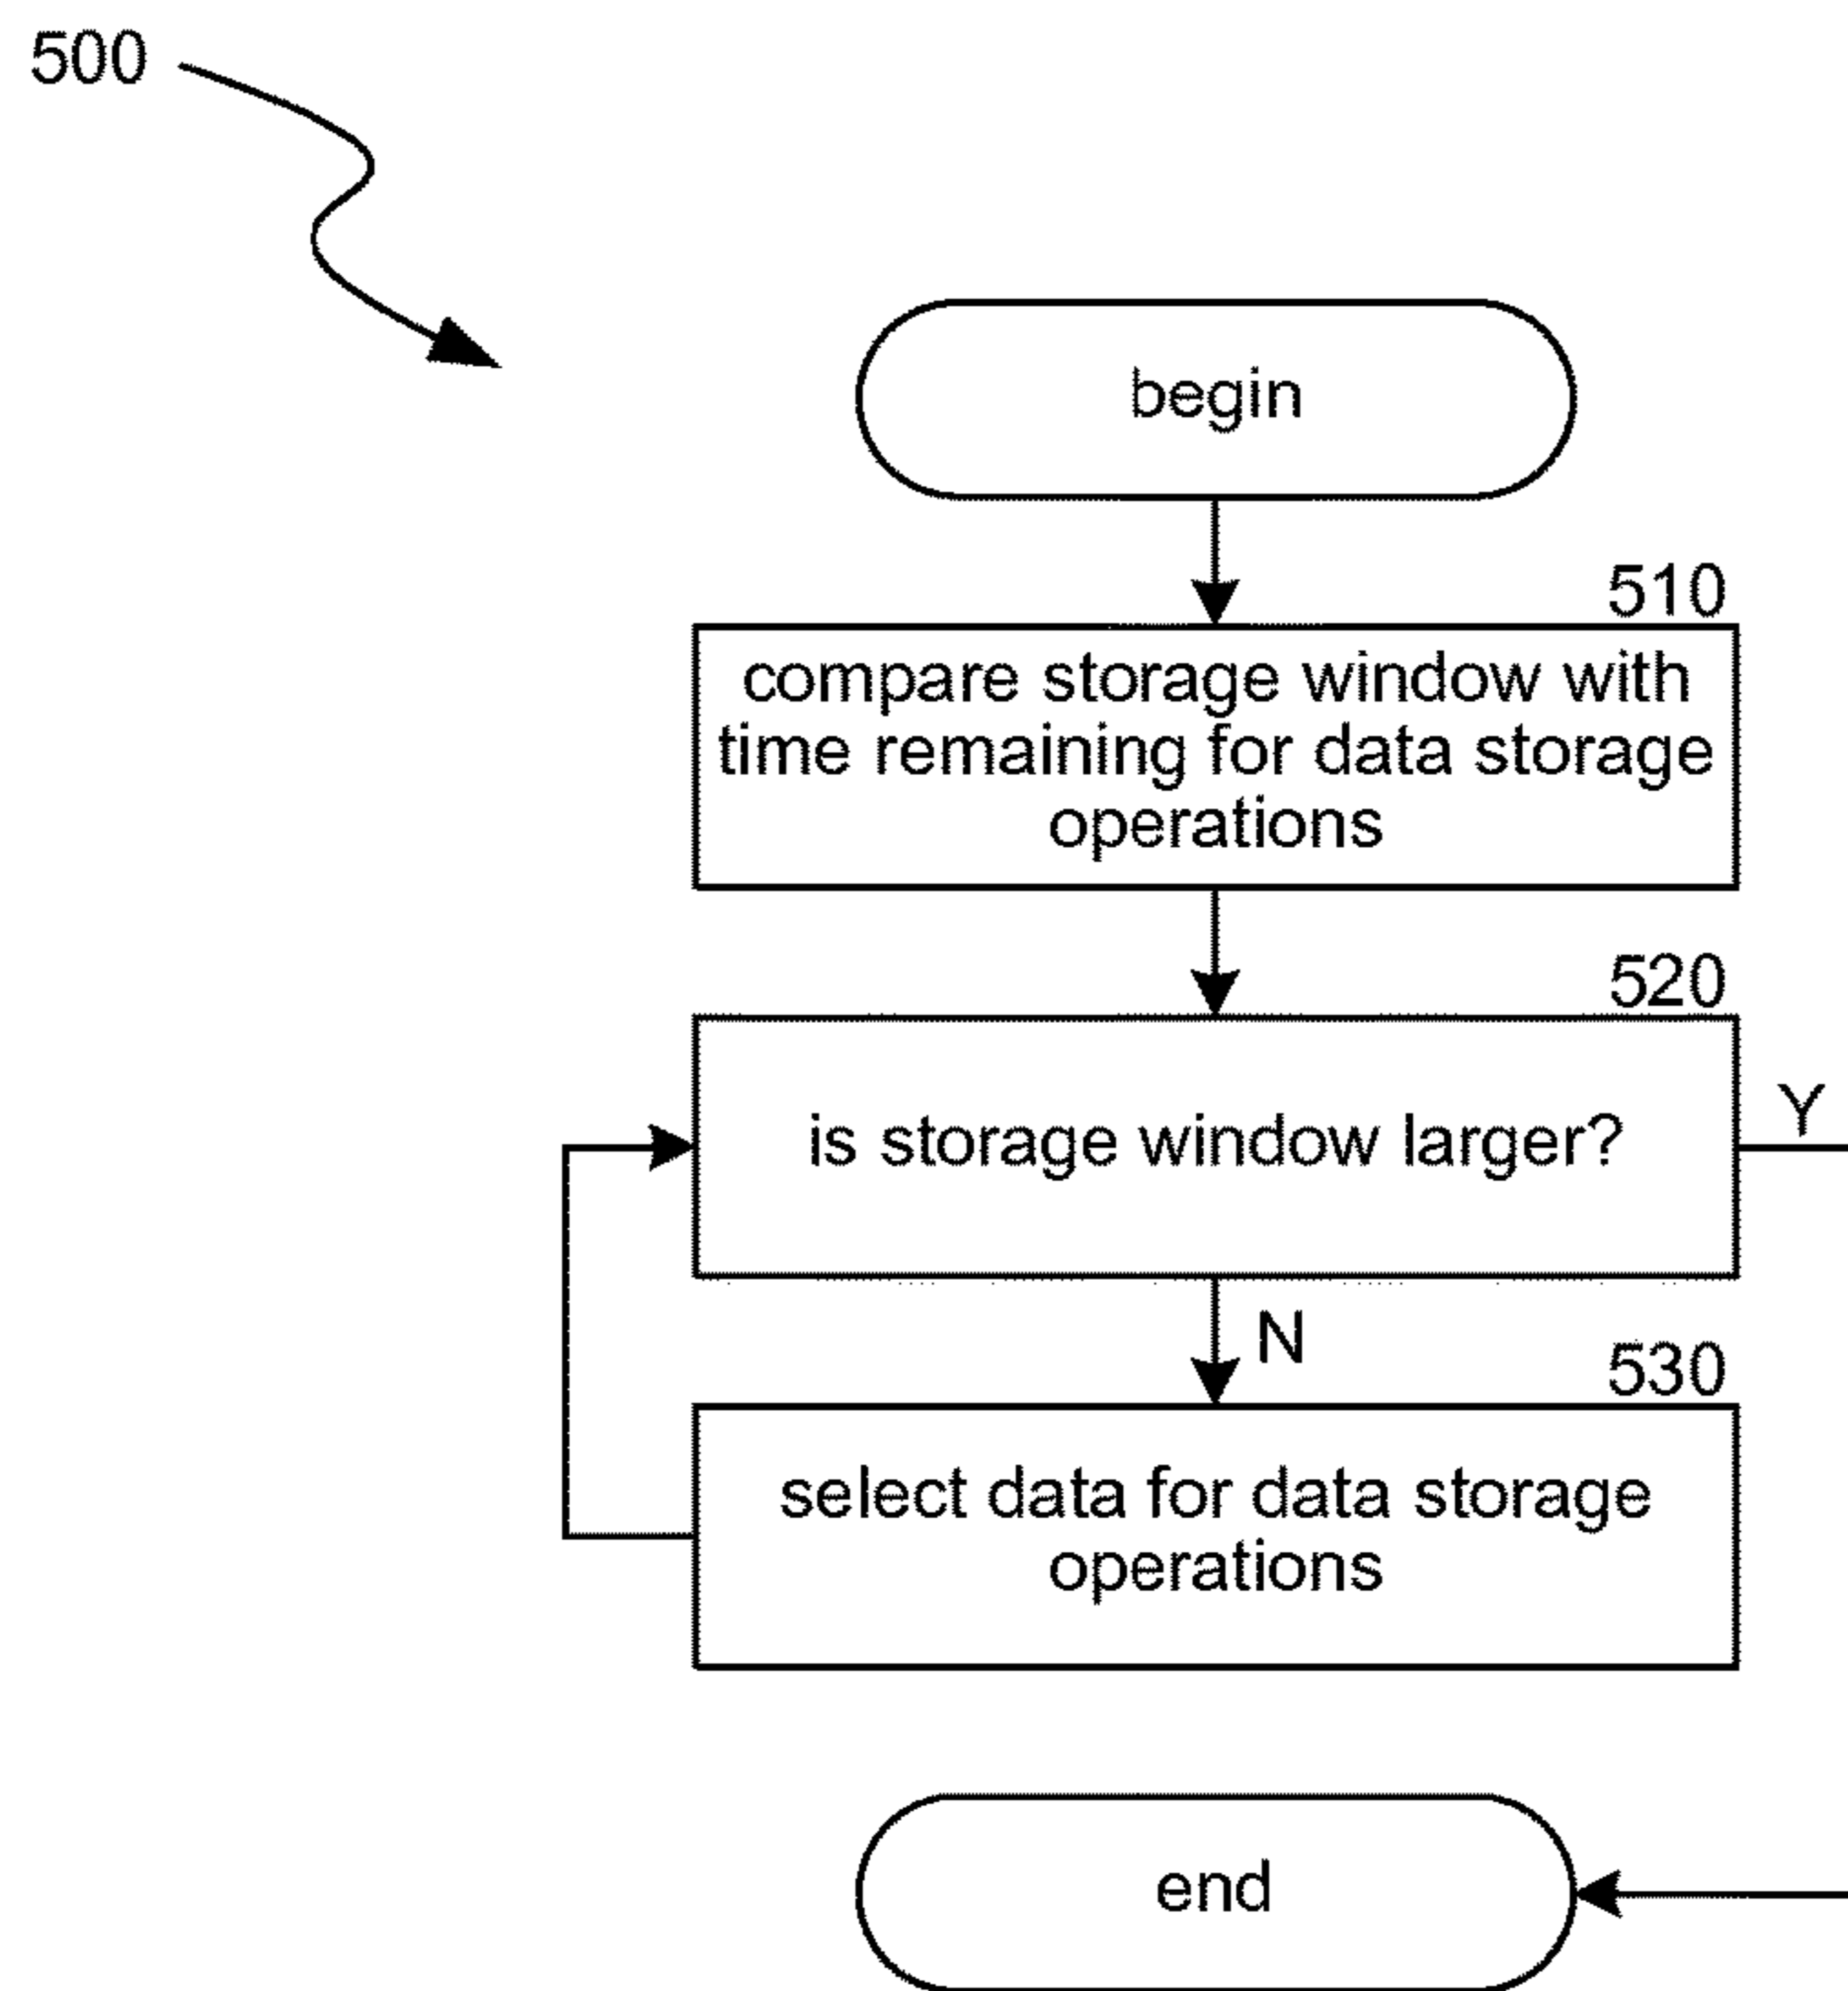 500
begin
510
compare storage window with
time remaining for data storage
operations
520
is storage window larger?
Y
N
530
select data for data storage
operations
end